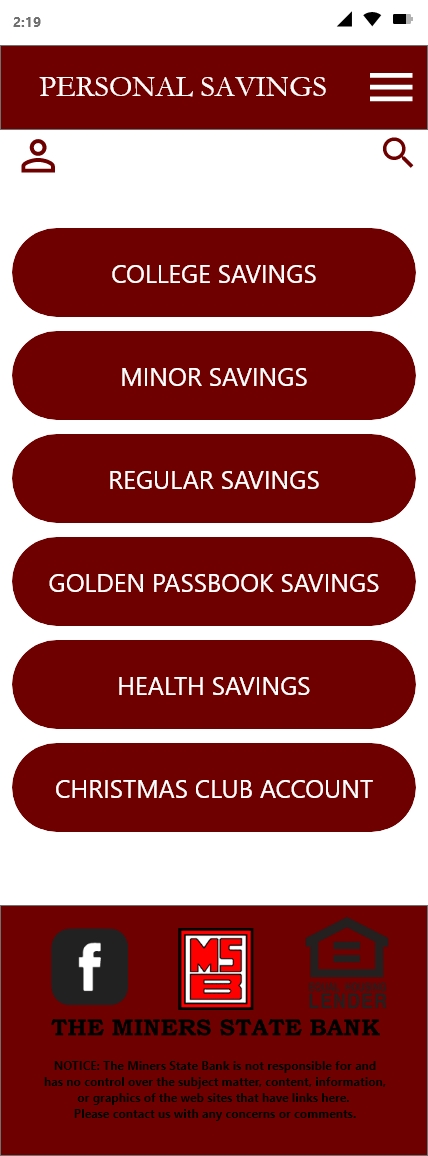 2:19
PERSONAL SAVINGS
COLLEGE SAVINGS
MINOR SAVINGS
REGULAR SAVINGS
GOLDEN PASSBOOK SAVINGS
HEALTH SAVINGS
CHRISTMAS CLUB ACCOUNT
f
MS
B
LENDER
THE MINERS STATE BANK
NOTICE: The Miners State Bank is not responsible for and
has no control over the subject matter, content, information,
or graphics of the web sites that have links here.
Please contact us with any concerns or comments.